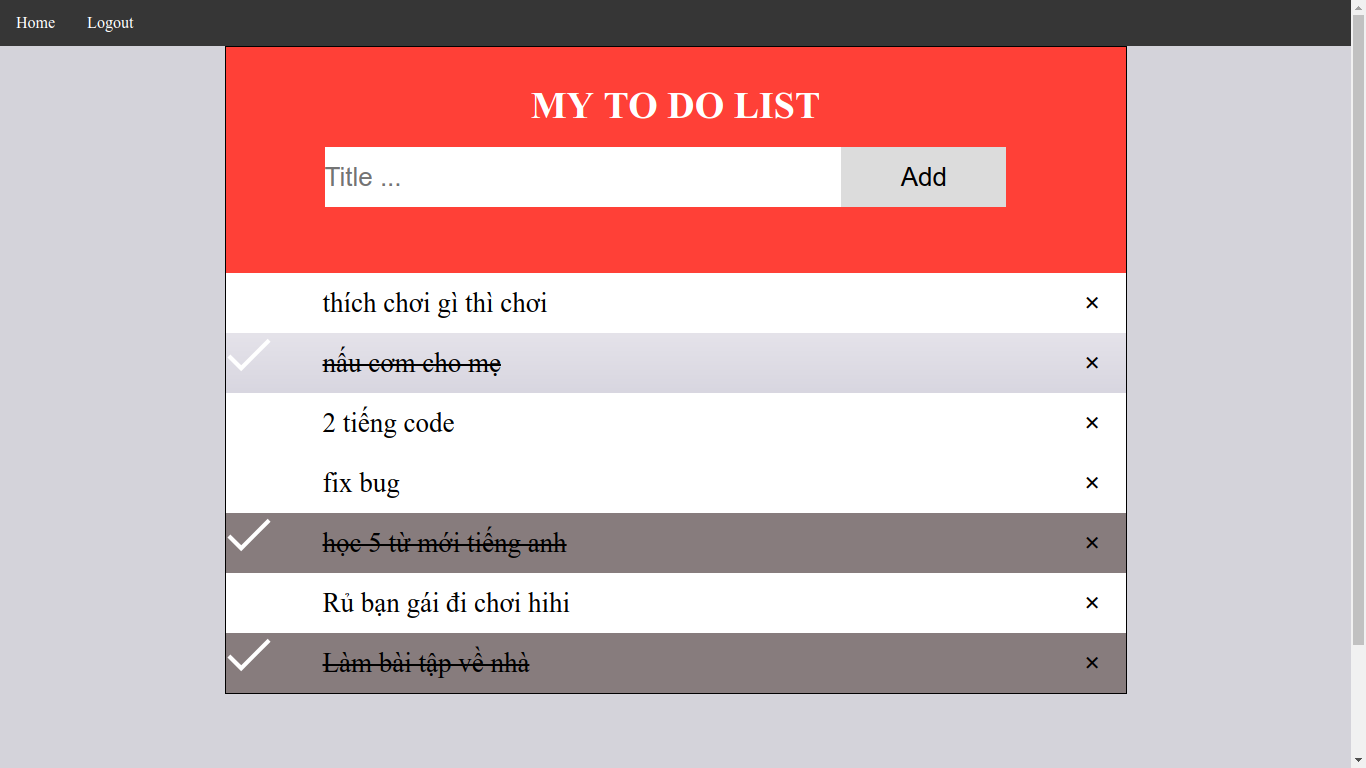 Home Logout
MY TO DO LIST
Title ... Add
thích chơi gì thì chơi ×
nấu cơm cho mẹ ×
2 tiếng code ×
fix bug ×
học 5 từ mới tiếng anh ×
Rủ bạn gái đi chơi hihi ×
Làm bài tập về nhà ×